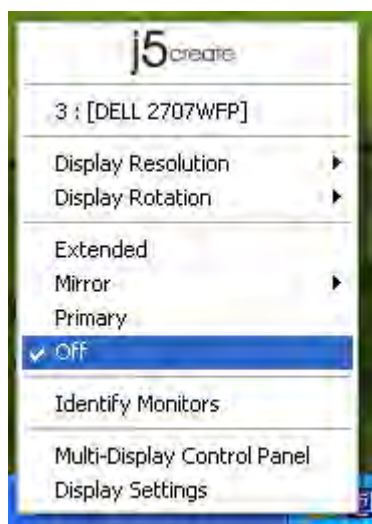 j5create
3 : [DELL 2707WFP]
Display Resolution
Display Rotation
Extended
Mirror
Primary
Off
Identify Monitors
Multi-Display Control Panel
Display Settings